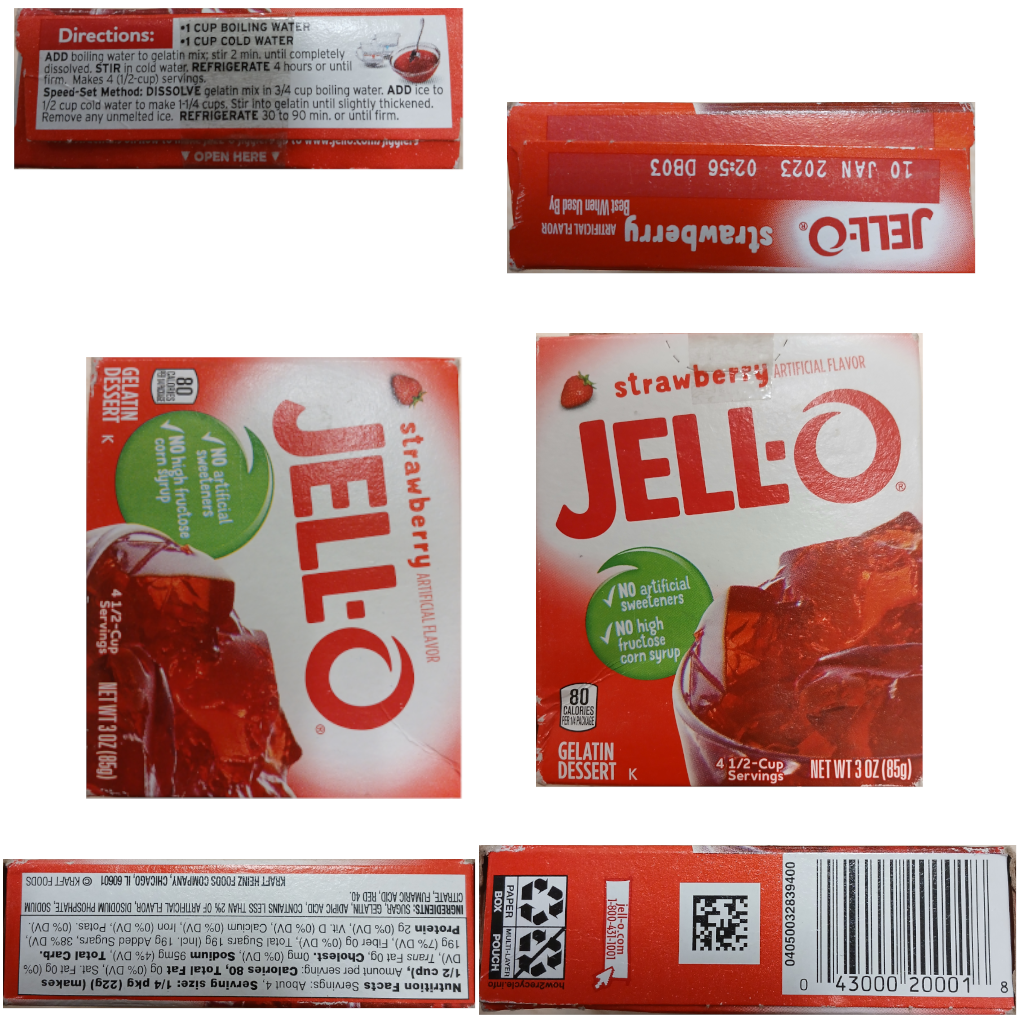 Directions:
•1 CUP BOILING WATER
•1 CUP COLD WATER
ADD boiling water to gelatin mix; stir 2 min. until completely
dissolved. STIR in cold water. REFRIGERATE 4 hours or until
firm. Makes 4 (1/2-cup) servings.
Speed-Set Method: DISSOLVE gelatin mix in 3/4 cup boiling water. ADD ice to
1/2 cup cold water to make 1-1/4 cups. Stir into gelatin until slightly thickened.
Remove any unmelted ice. REFRIGERATE 30 to 90 min. or until firm.
to www.jello.com/jigglers
▼ OPEN HERE ▼
JELL-O® strawberry ARTIFICIAL FLAVOR
Best When Used By
10 JAN 2023 02:56 DB03
strawberry ARTIFICIAL FLAVOR
JELL-O®
✓NO artificial
sweeteners
✓NO high fructose
corn syrup
80
CALORIES
GELATIN
DESSERT K
4 1/2-Cup
Servings
NET WT 3 OZ (85g)
strawberry ARTIFICIAL FLAVOR
JELL-O®
✓NO artificial
sweeteners
✓NO high
fructose
corn syrup
80
CALORIES
PER 1/4 PACKAGE
GELATIN
DESSERT K
4 1/2-Cup
Servings
NET WT 3 OZ (85g)
Nutrition Facts Servings: About 4, Serving size: 1/4 pkg (22g) (makes
1/2 cup), Amount per serving: Calories 80, Total Fat 0g (0% DV), Sat. Fat 0g (0%
DV), Trans Fat 0g, Cholest. 0mg (0% DV), Sodium 95mg (4% DV), Total Carb.
19g (7% DV), Fiber 0g (0% DV), Total Sugars 19g (Incl. 19g Added Sugars, 38% DV),
Protein 2g (0% DV), Vit. D (0% DV), Calcium (0% DV), Iron (0% DV), Potas. (0% DV).
INGREDIENTS: SUGAR, GELATIN, ADIPIC ACID, CONTAINS LESS THAN 2% OF ARTIFICIAL FLAVOR, DISODIUM PHOSPHATE, SODIUM
CITRATE, FUMARIC ACID, RED 40.
KRAFT HEINZ FOODS COMPANY, CHICAGO, IL 60601 © KRAFT FOODS
PAPER
BOX
MULTI-LAYER
POUCH
how2recycle.info
jell-o.com
1-800-431-1001
040500032839400
0 43000 20001 8